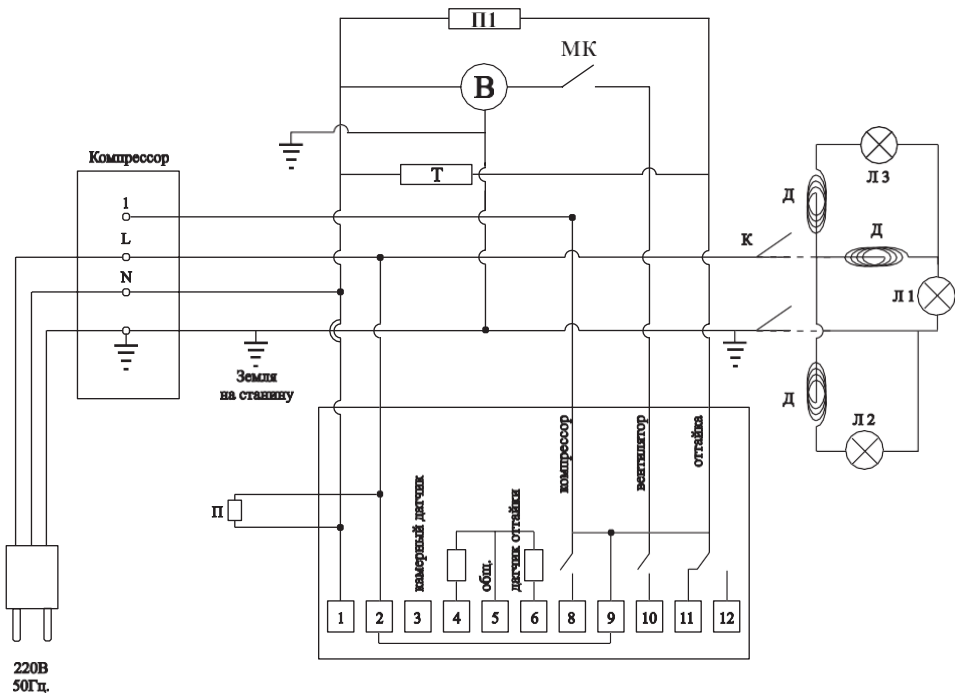 П1
МК
В
Компрессор
Л 3
Т
Д
1
К
Д
L
N
Л 1
Земля
на станину
Д
Л 2
компрессор
вентилятор
оттайка
П
камерный датчик
общ.
датчик оттайки
1 2 3 4 5 6 8 9 10 11 12
220В
50Гц.